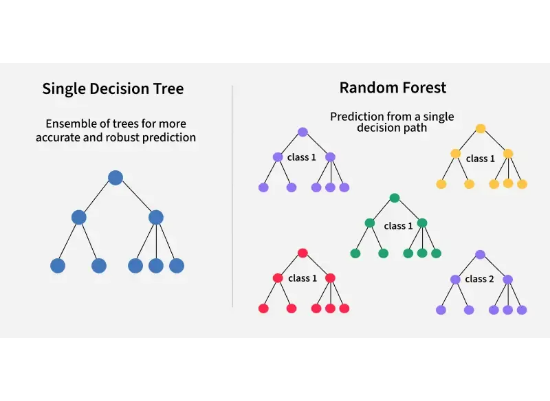 Single Decision Tree
Ensemble of trees for more
accurate and robust prediction
Random Forest
Prediction from a single
decision path
class 1
class 1
class 1
class 1
class 2